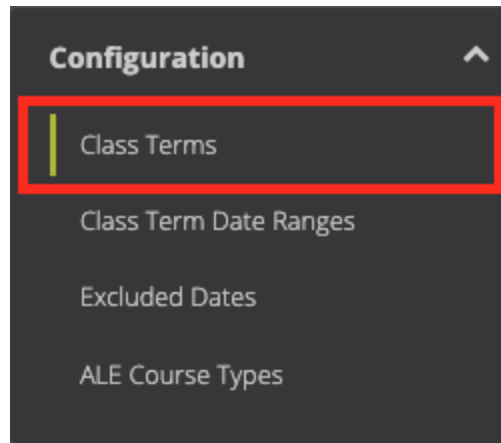 Configuration
Class Terms
Class Term Date Ranges
Excluded Dates
ALE Course Types